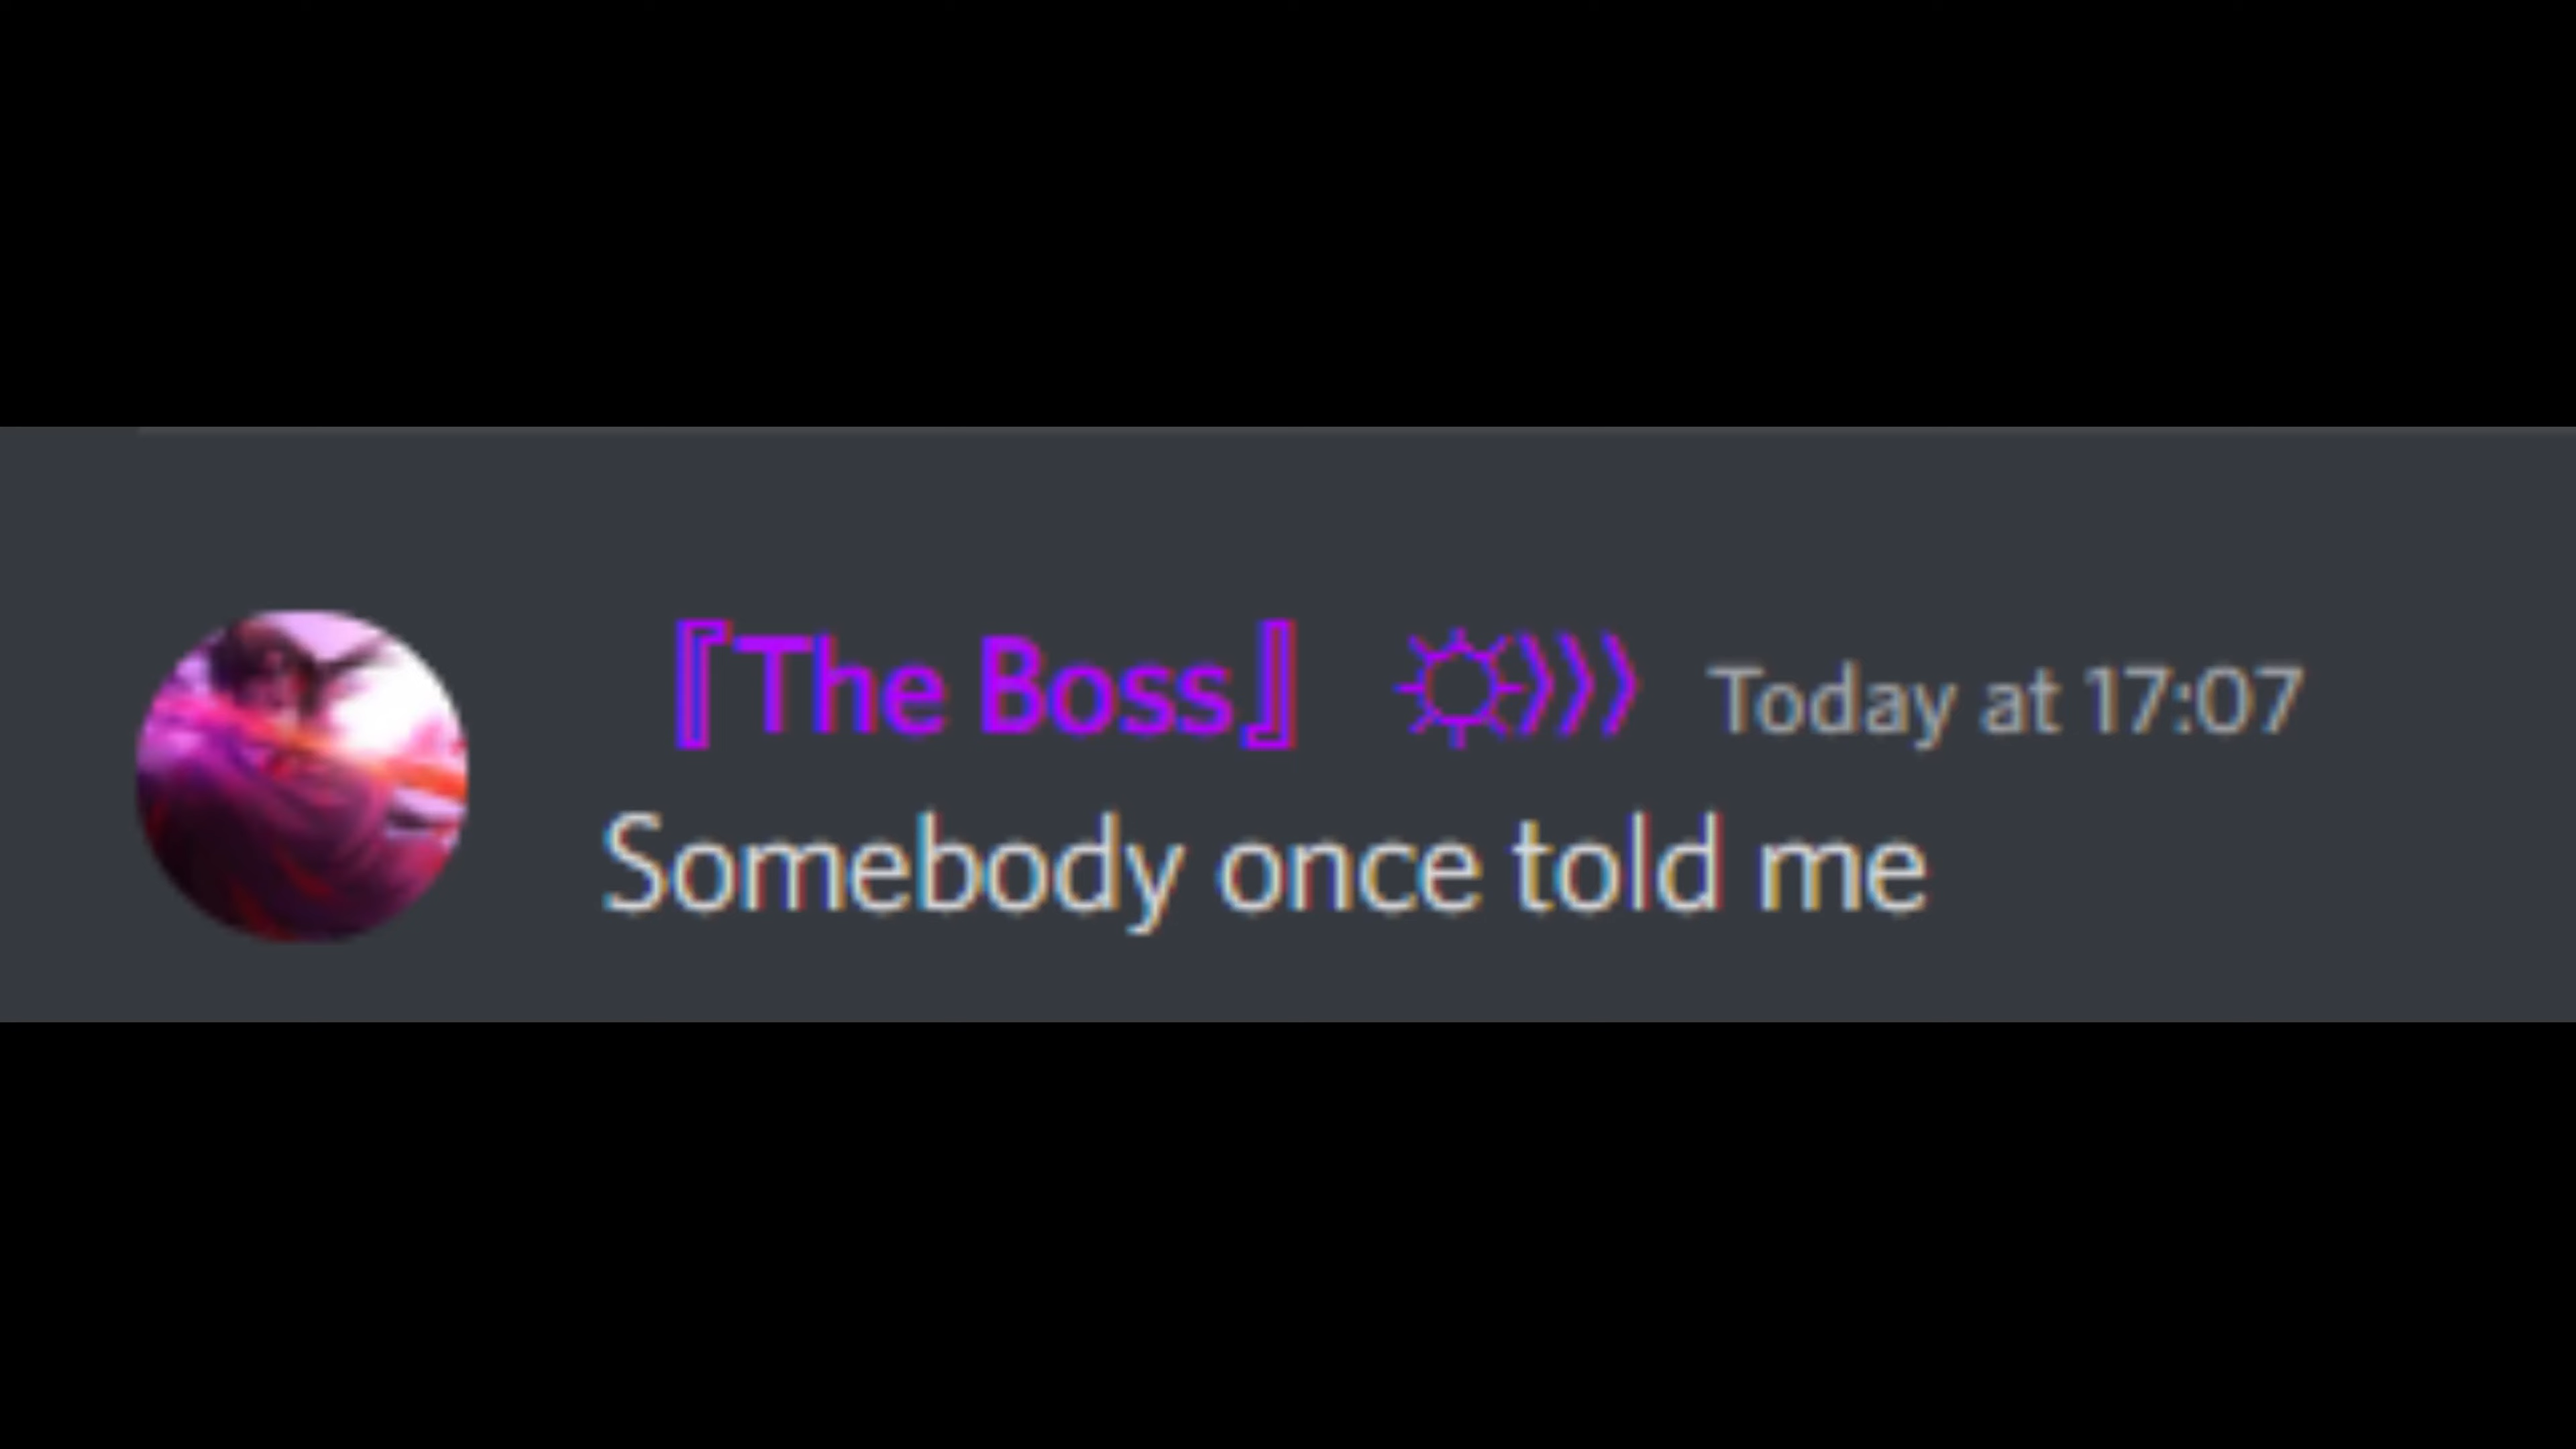 『The Boss』 ☼⟩⟩⟩ Today at 17:07
Somebody once told me